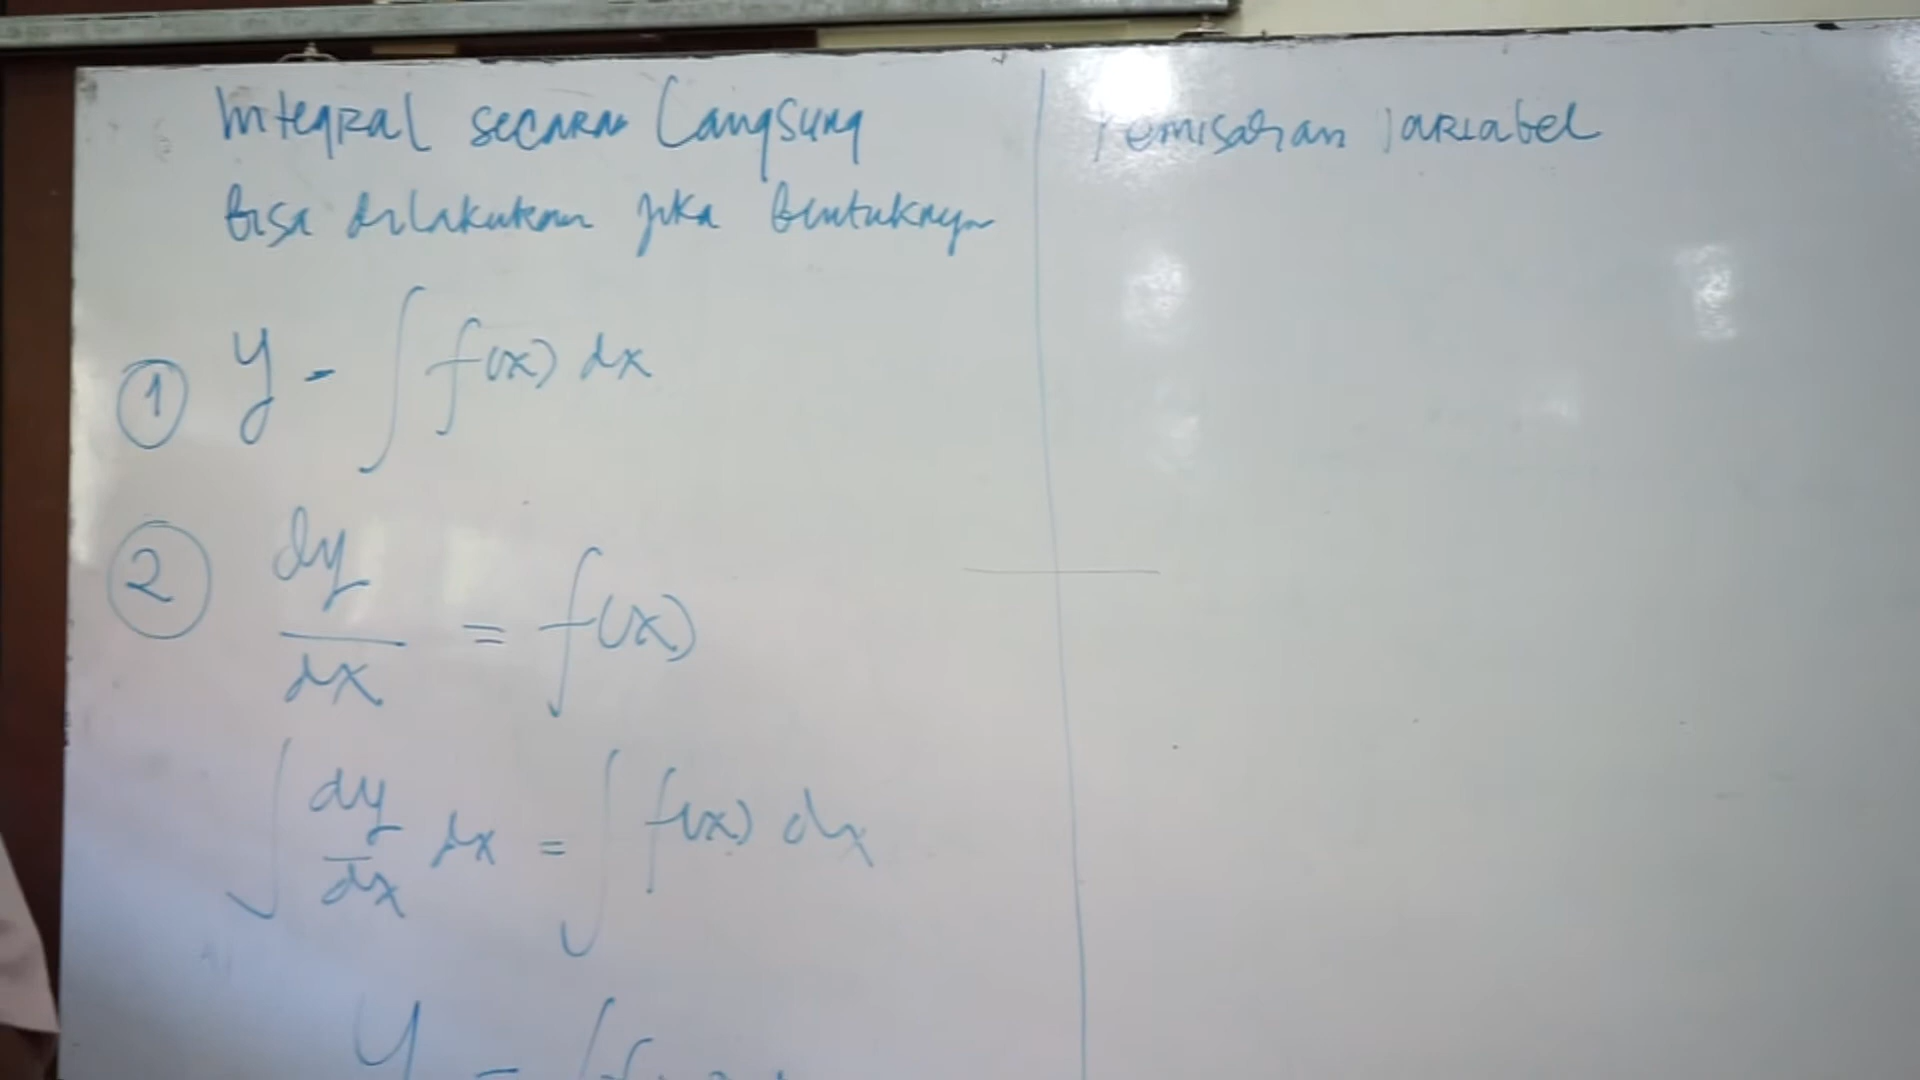 Integral secara Langsung
bisa dilakukan jika bentuknya
① y = ∫ f(x) dx
② dy/dx = f(x)
∫ dy/dx dx = ∫ f(x) dx
y =
Pemisahan Variabel